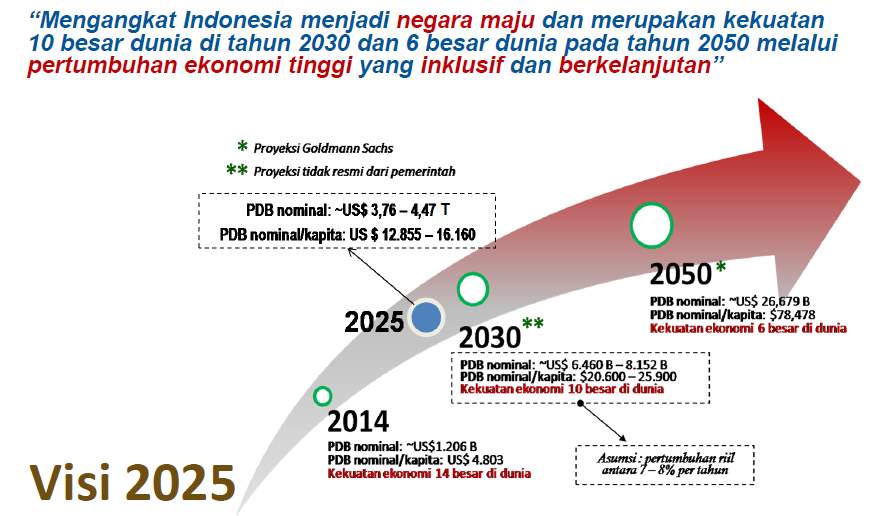 “Mengangkat Indonesia menjadi negara maju dan merupakan kekuatan
10 besar dunia di tahun 2030 dan 6 besar dunia pada tahun 2050 melalui
pertumbuhan ekonomi tinggi yang inklusif dan berkelanjutan”
* Proyeksi Goldmann Sachs
** Proyeksi tidak resmi dari pemerintah
PDB nominal: ~US$ 3,76 – 4,47 T
PDB nominal/kapita: US $ 12.855 – 16.160
2025
2050*
PDB nominal: ~US$ 26,679 B
PDB nominal/kapita: $78,478
Kekuatan ekonomi 6 besar di dunia
2030**
PDB nominal: ~US$ 6.460 B – 8.152 B
PDB nominal/kapita: $20.600 – 25.900
Kekuatan ekonomi 10 besar di dunia
2014
PDB nominal: ~US$1.206 B
PDB nominal/kapita: US$ 4.803
Kekuatan ekonomi 14 besar di dunia
Asumsi : pertumbuhan riil
antara 7 – 8% per tahun
Visi 2025